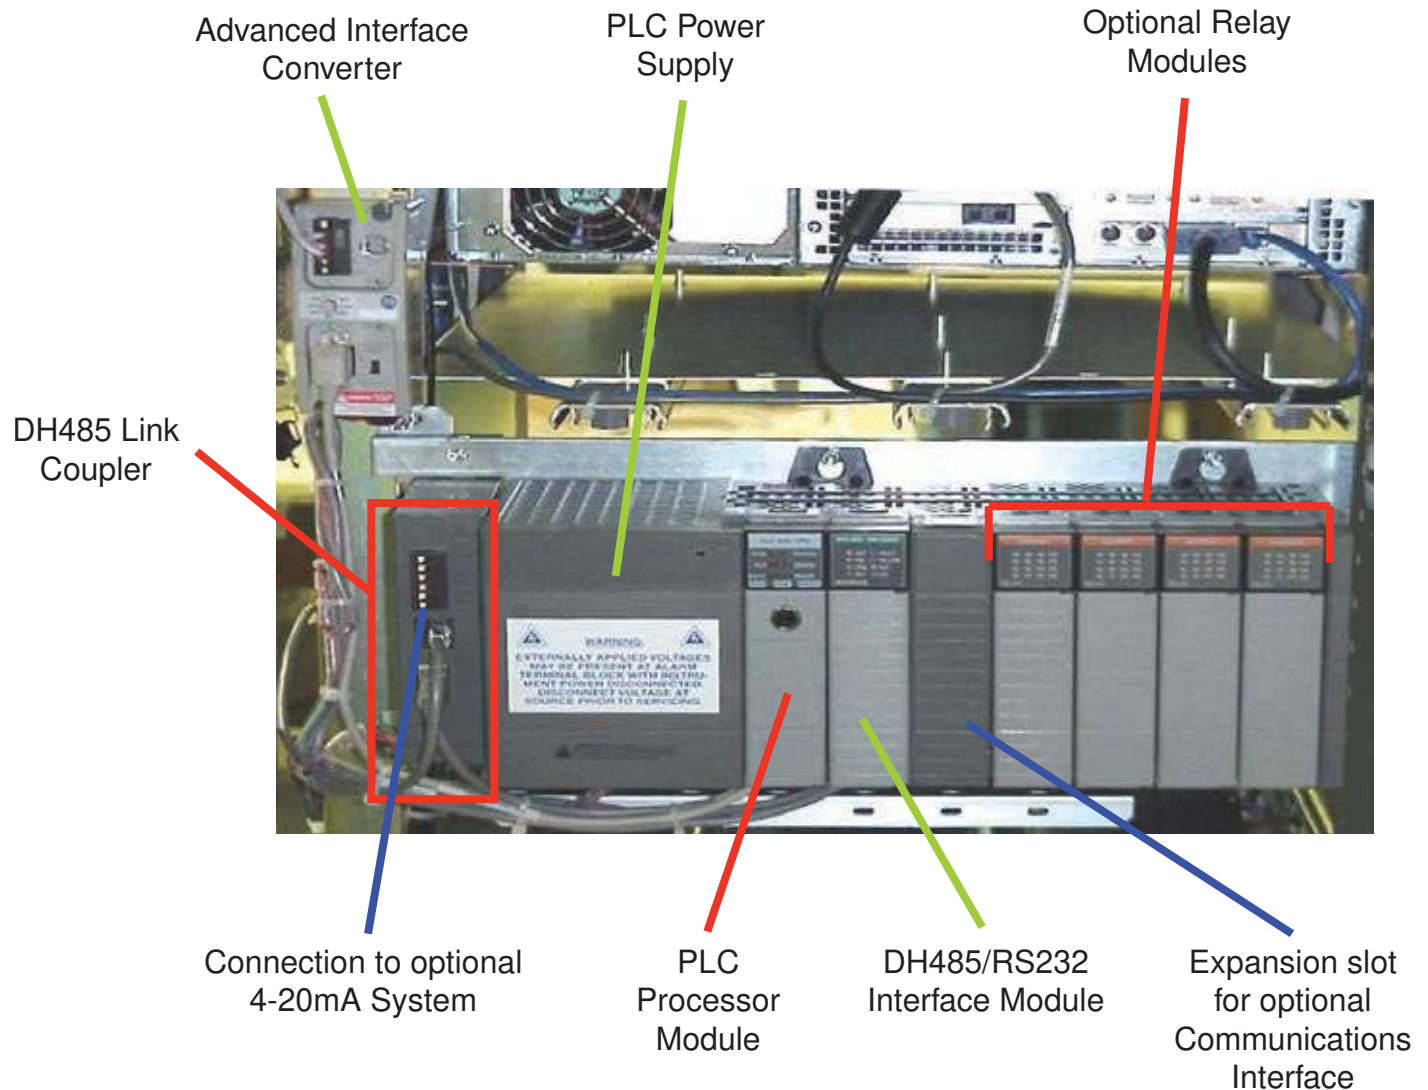 Advanced Interface
Converter
PLC Power
Supply
Optional Relay
Modules
DH485 Link
Coupler
WARNING:
EXTERNALLY APPLIED VOLTAGES
MAY BE PRESENT AT ALARM
TERMINAL BLOCK WITH INSTRU-
MENT POWER DISCONNECTED.
DISCONNECT VOLTAGE AT
SOURCE PRIOR TO SERVICING.
Connection to optional
4-20mA System
PLC
Processor
Module
DH485/RS232
Interface Module
Expansion slot
for optional
Communications
Interface